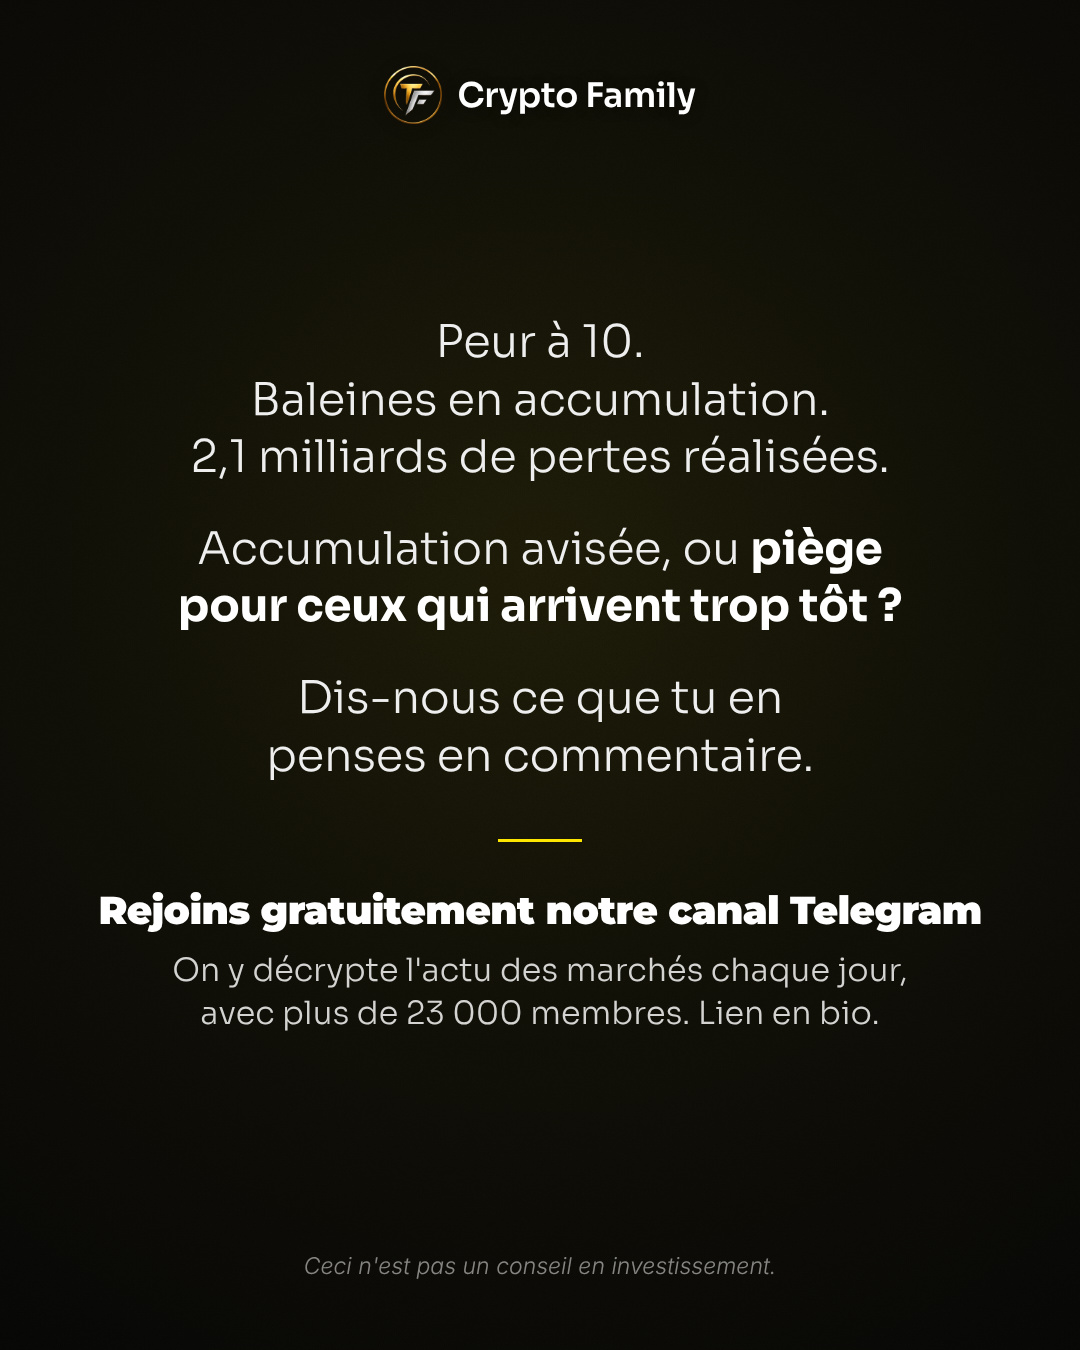 TF Crypto Family
Peur à 10.
Baleines en accumulation.
2,1 milliards de pertes réalisées.
Accumulation avisée, ou piège
pour ceux qui arrivent trop tôt ?
Dis-nous ce que tu en
penses en commentaire.
Rejoins gratuitement notre canal Telegram
On y décrypte l'actu des marchés chaque jour,
avec plus de 23 000 membres. Lien en bio.
Ceci n'est pas un conseil en investissement.